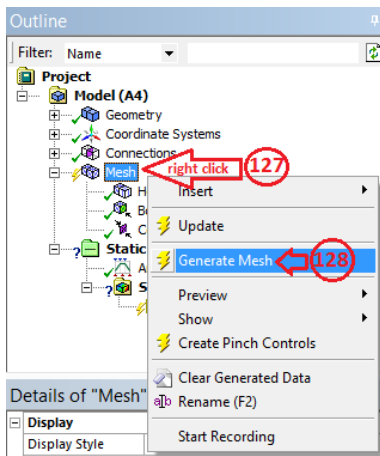 Outline
Filter: Name
Project
Model (A4)
Geometry
Coordinate Systems
Connections
Mesh
right click
127
H
Insert
B
C
Update
Static
A
Generate Mesh
128
S
Preview
Show
Create Pinch Controls
Clear Generated Data
Rename (F2)
Start Recording
Details of "Mesh"
Display
Display Style